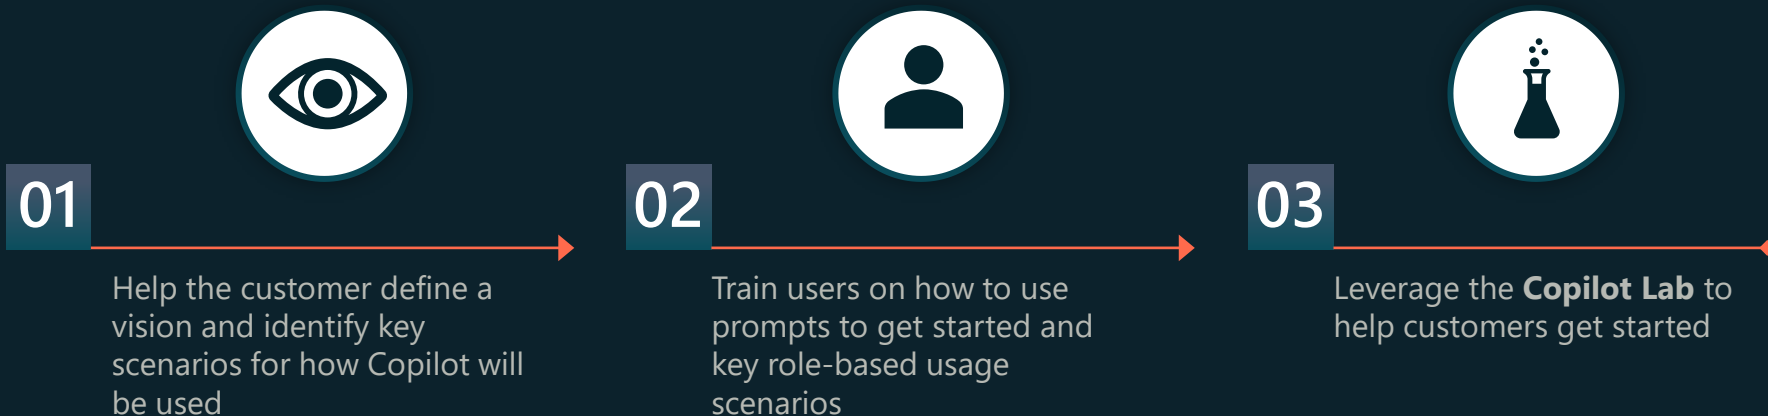 01
Help the customer define a
vision and identify key
scenarios for how Copilot will
be used
02
Train users on how to use
prompts to get started and
key role-based usage
scenarios
03
Leverage the Copilot Lab to
help customers get started